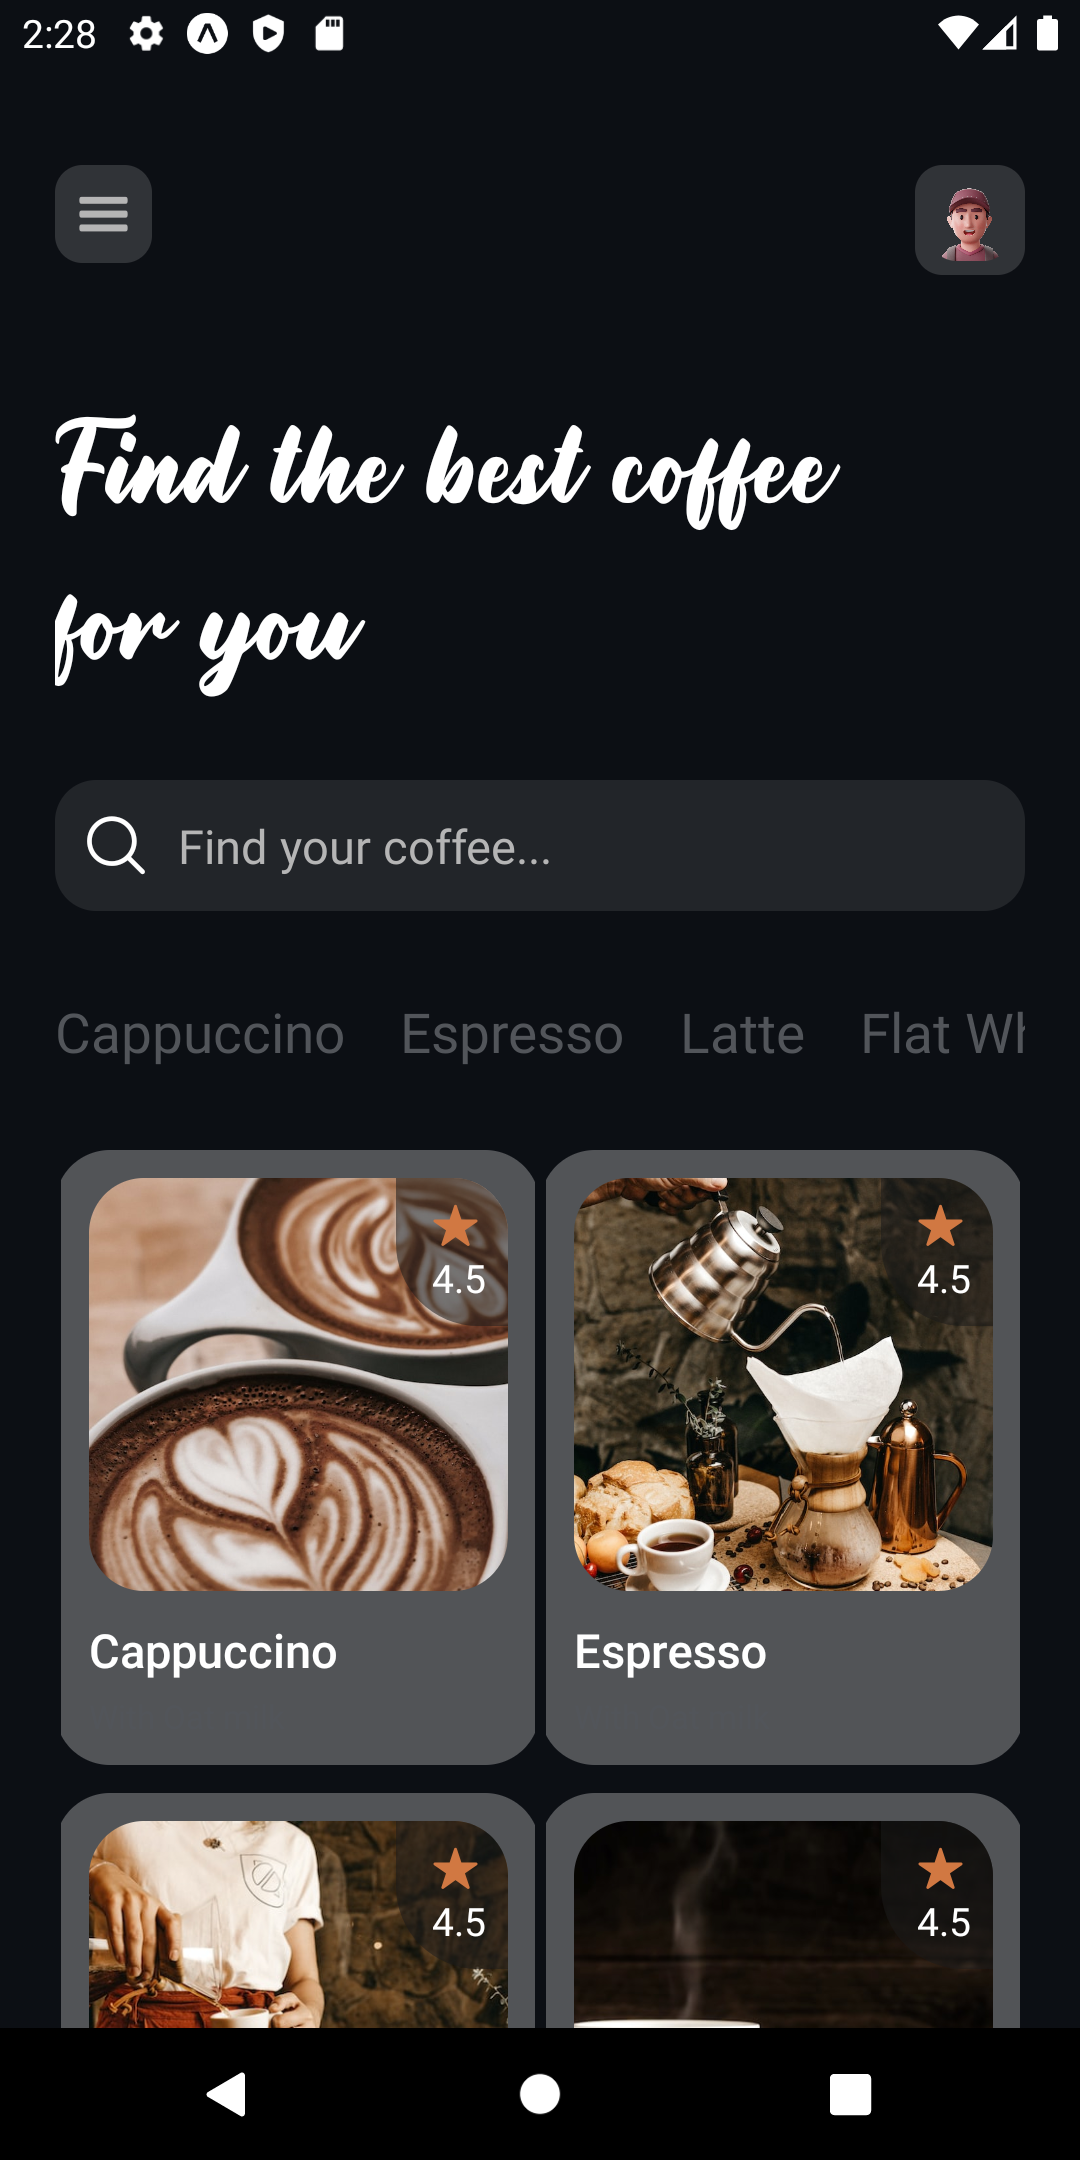 2:28
Find the best coffee
for you
Find your coffee...
Cappuccino Espresso Latte Flat
4.5
4.5
Cappuccino
Espresso
4.5
4.5